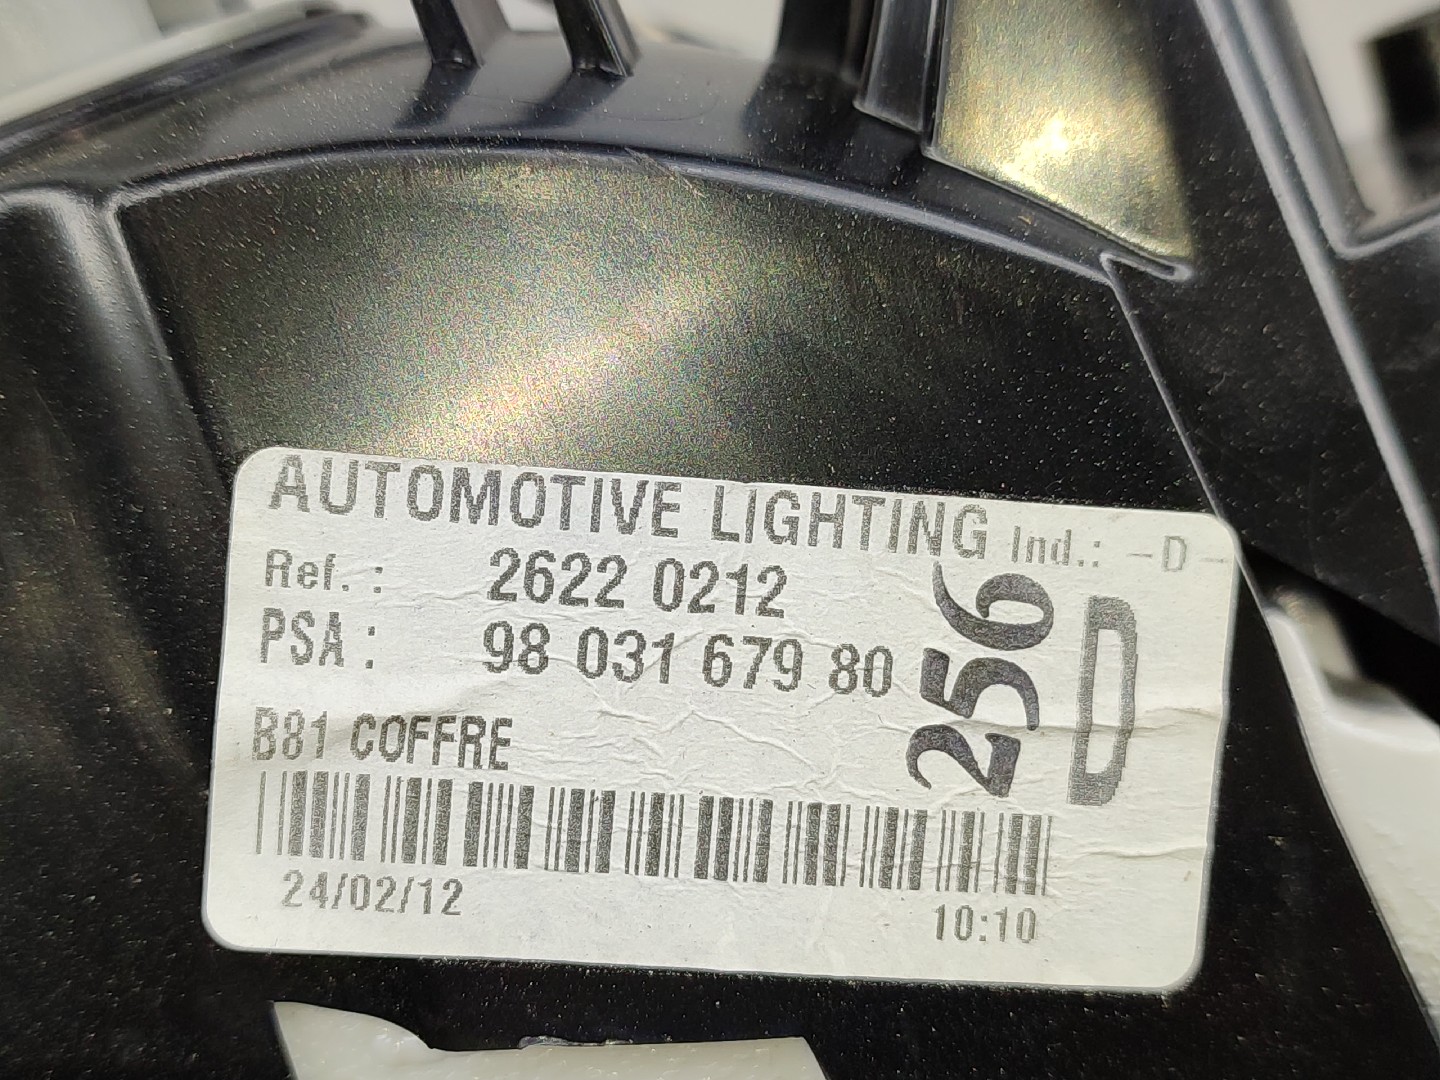 AUTOMOTIVE LIGHTING Ind.: -D-
Ref.: 2622 0212
PSA: 98 031 679 80
256
D
B81 COFFRE
24/02/12 10:10